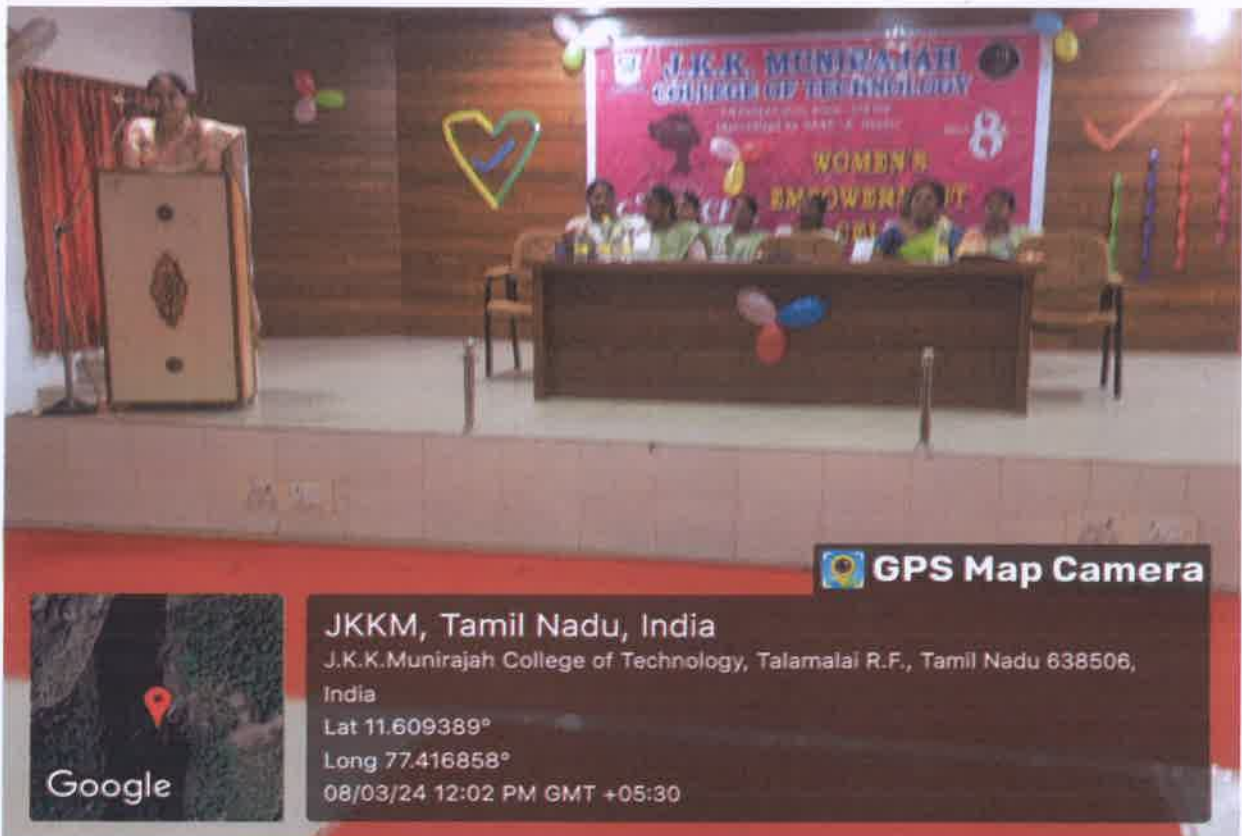 J.K.K. MUNIRAJAH
COLLEGE OF TECHNOLOGY
8
WOMEN'S
EMPOWERMENT
GPS Map Camera
JKKM, Tamil Nadu, India
J.K.K.Munirajah College of Technology, Talamalai R.F., Tamil Nadu 638506,
India
Lat 11.609389°
Long 77.416858°
08/03/24 12:02 PM GMT +05:30
Google